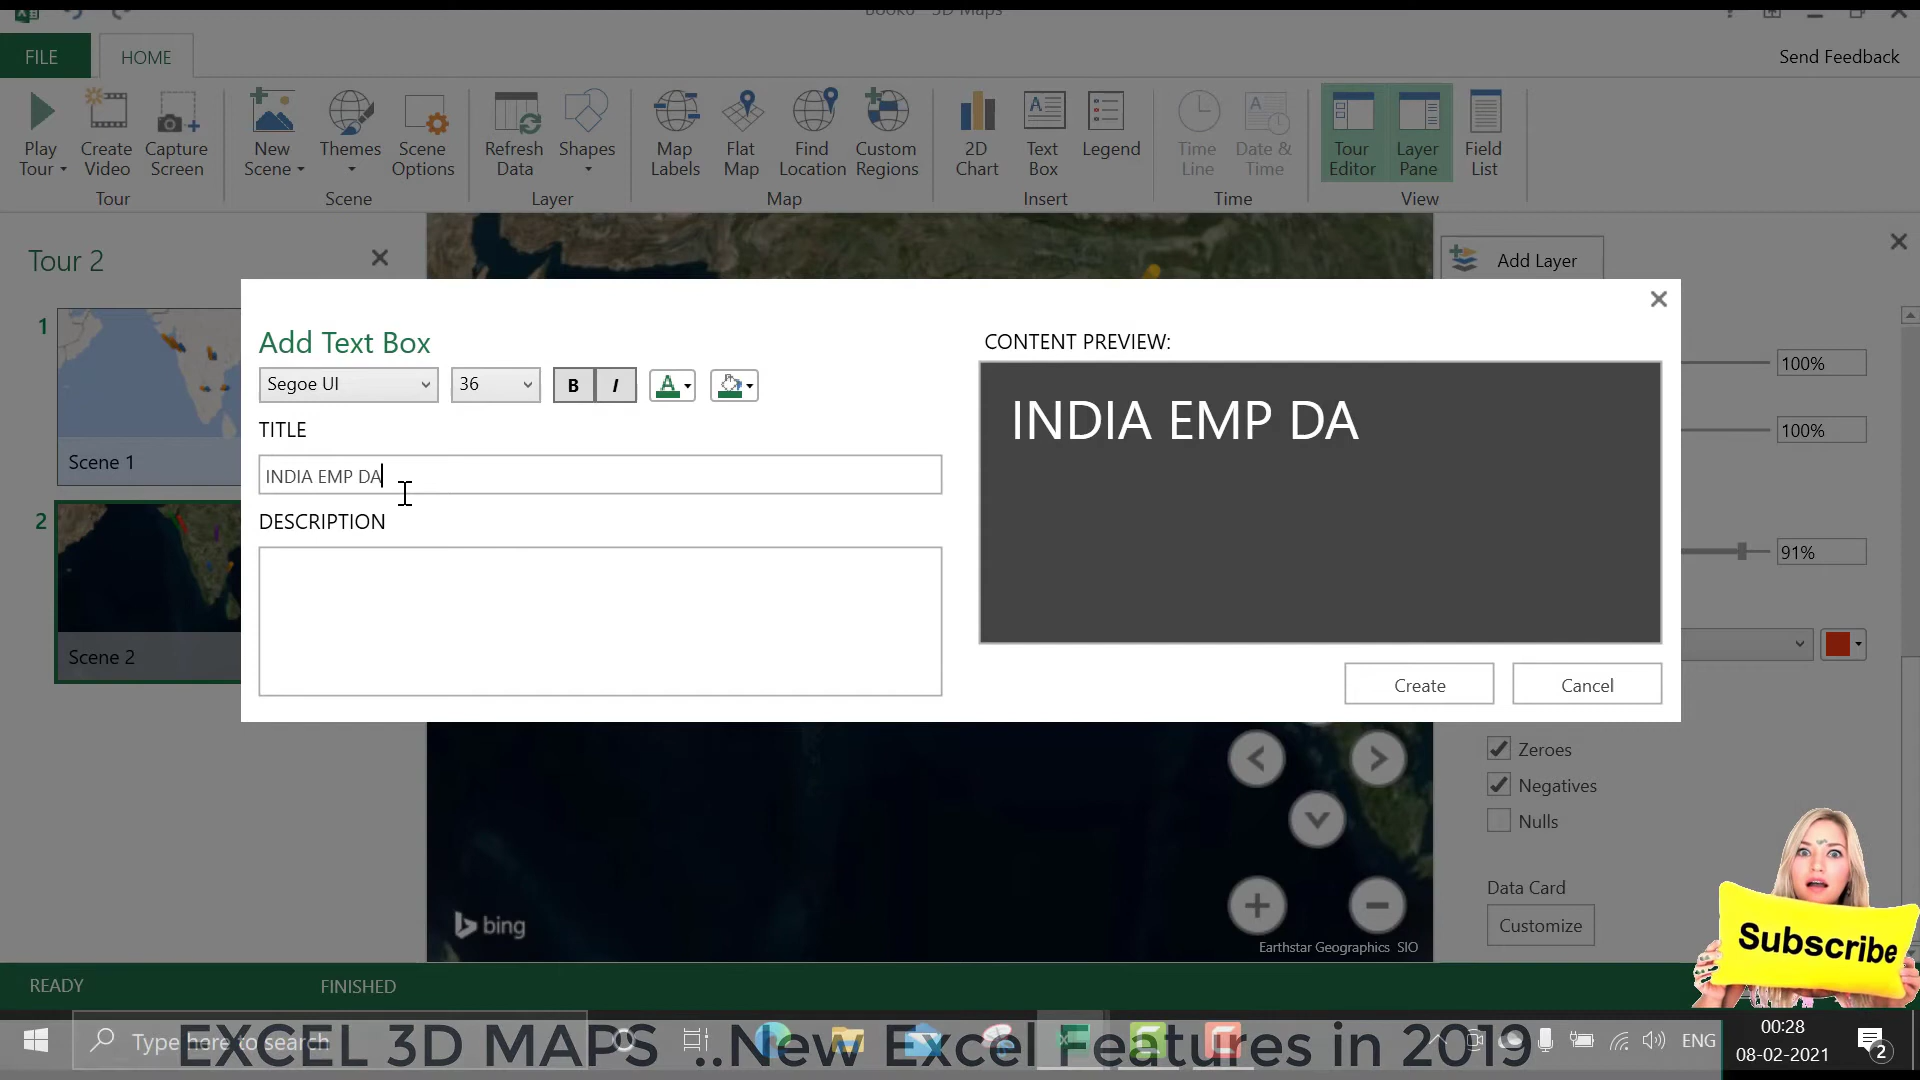 FILE
HOME
Send Feedback
Play Tour
Create Video
Capture Screen
New Scene
Themes
Scene Options
Refresh Data
Shapes
Map Labels
Flat Map
Find Location
Custom Regions
2D Chart
Text Box
Legend
Time Line
Date & Time
Tour Editor
Layer Pane
Field List
Tour
Scene
Layer
Map
Insert
Time
View
Tour 2
Add Layer
1
Scene 1
2
Scene 2
Add Text Box
Segoe UI
36
B
I
A
TITLE
INDIA EMP DA
DESCRIPTION
CONTENT PREVIEW:
INDIA EMP DA
Create
Cancel
100%
100%
91%
Zeroes
Negatives
Nulls
Data Card
Customize
bing
Earthstar Geographics SIO
Subscribe
READY
FINISHED
Type here to search
EXCEL 3D MAPS ..New Excel Features in 2019
ENG
00:28
08-02-2021
2